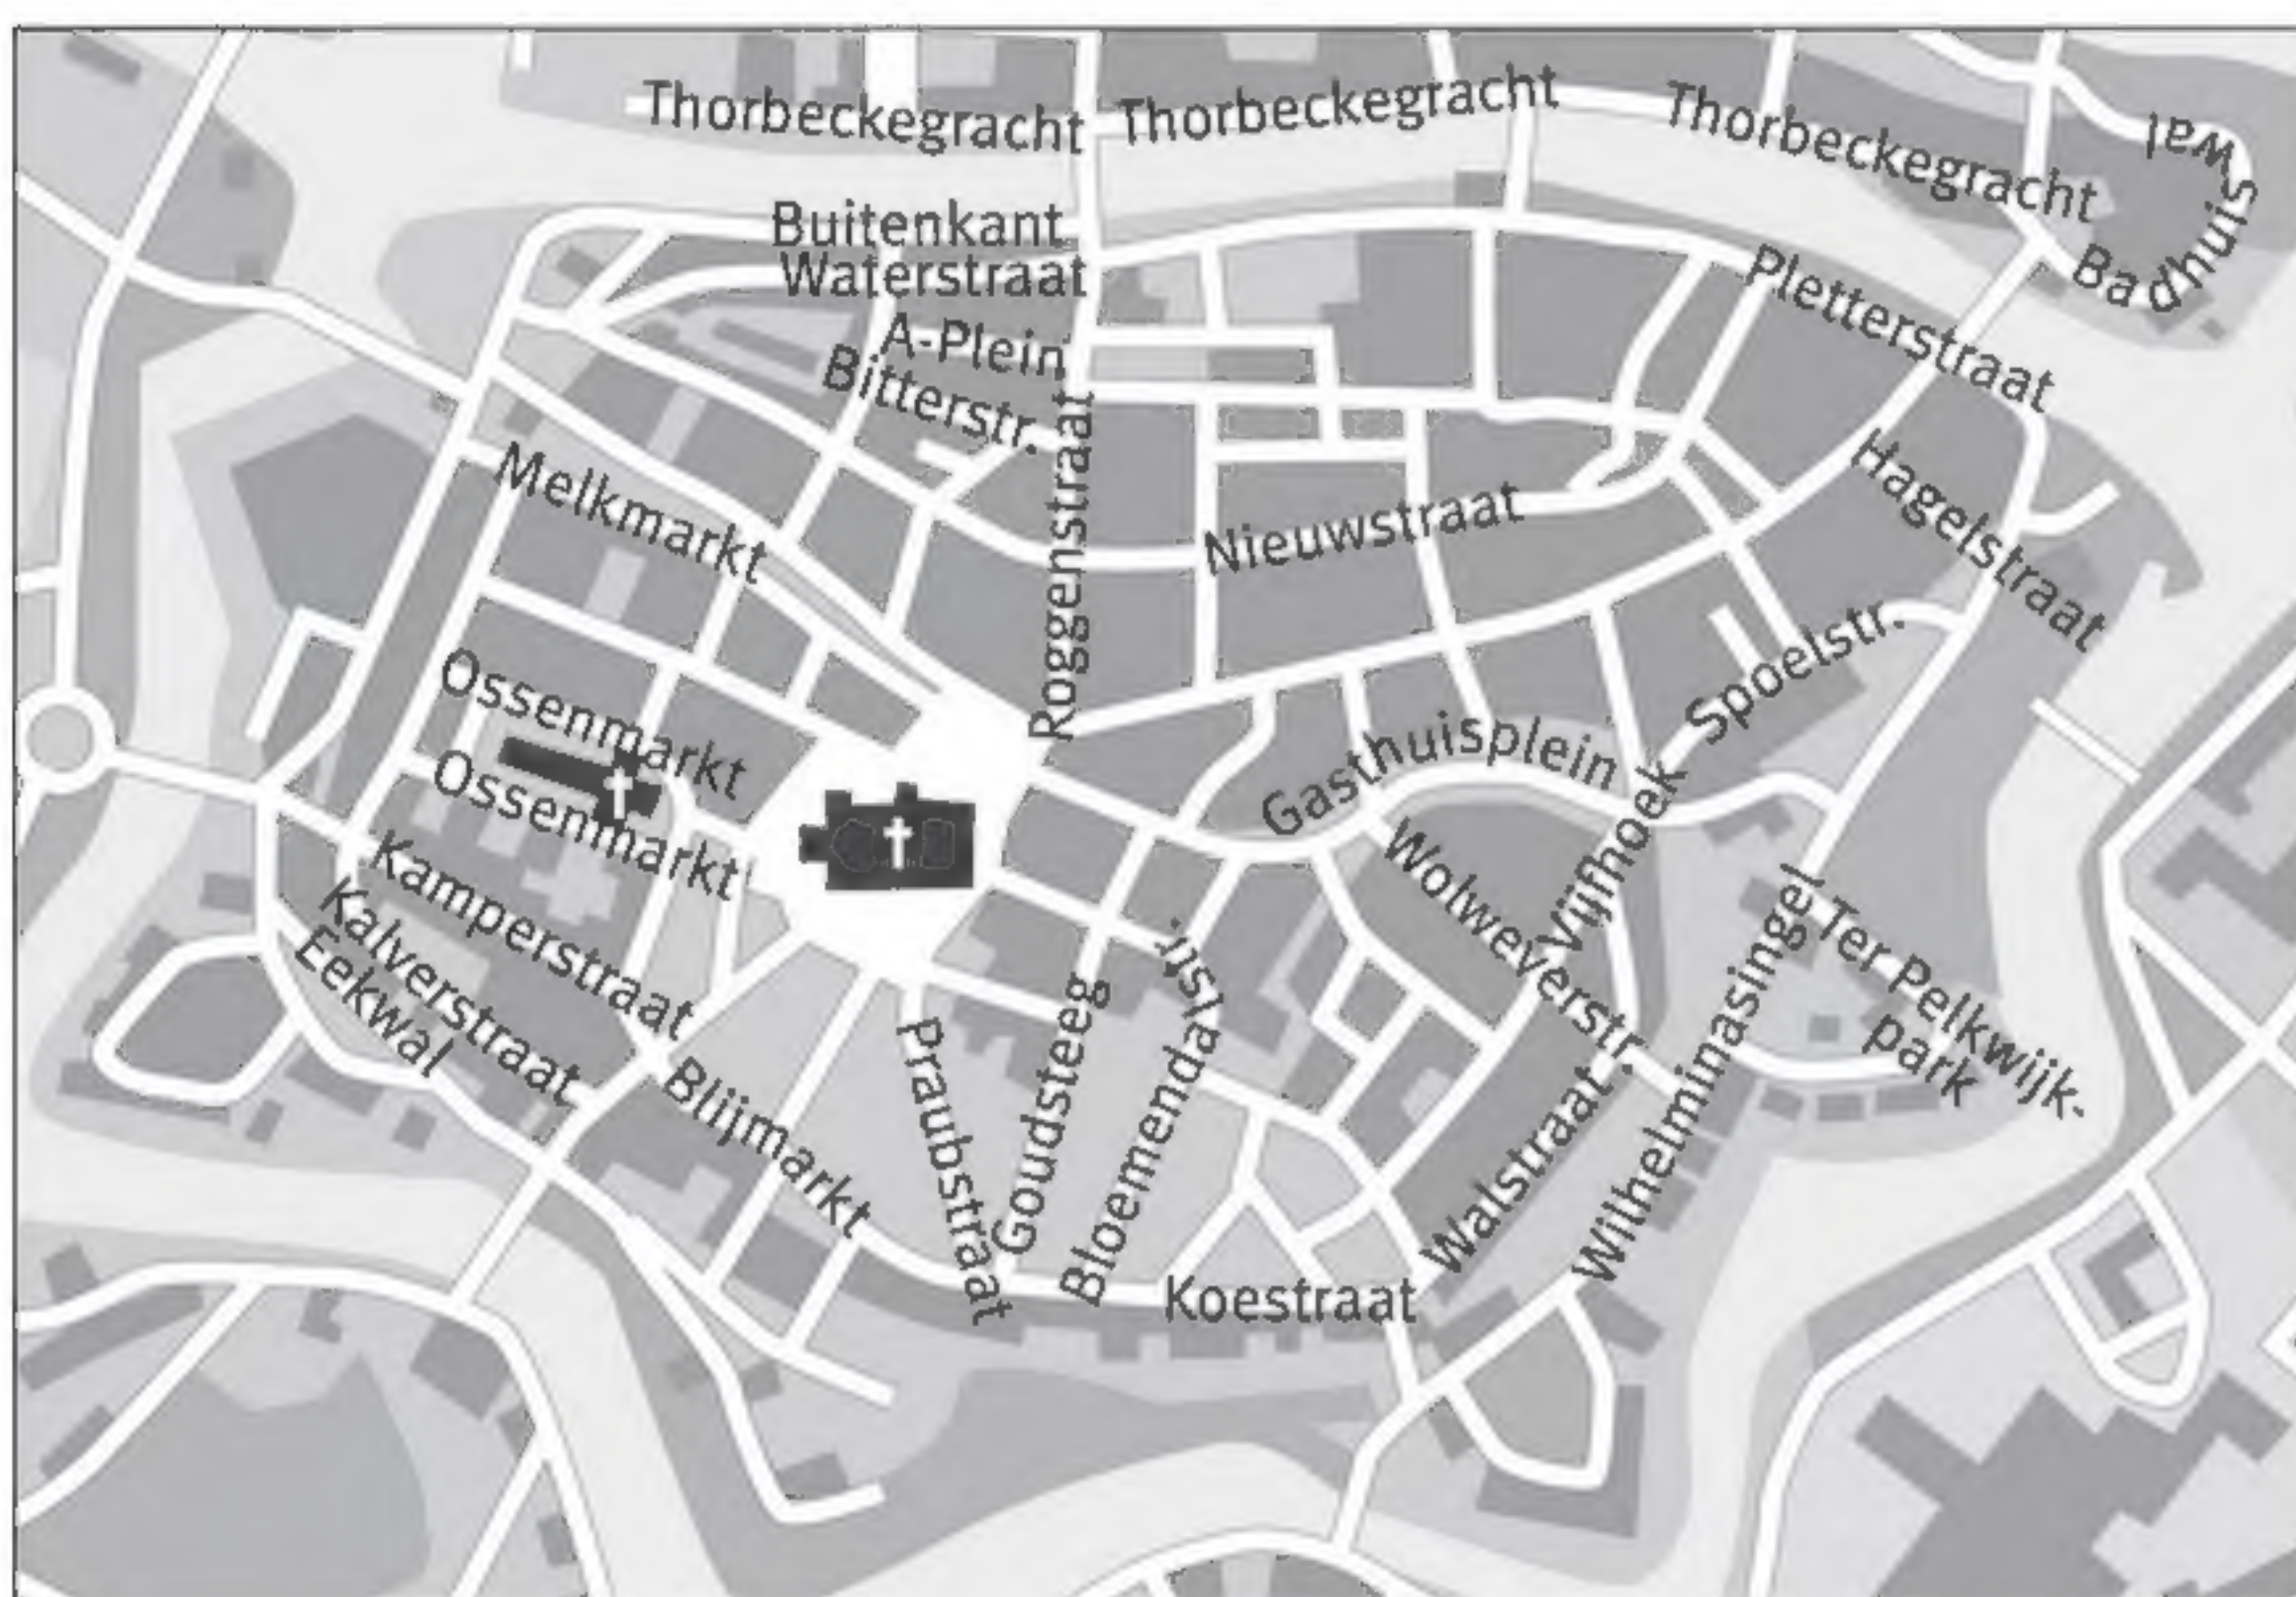 Thorbeckegracht
Thorbeckegracht
Thorbeckegracht
Badhuis
wal
Buitenkant
Waterstraat
A-Plein
Bitterstr.
Pletterstraat
Melkmarkt
Roggenstraat
Nieuwstraat
Hagelstraat
Ossenmarkt
Ossenmarkt
Gasthuisplein
Spoelstr.
Kamperstraat
Kalverstraat
Eekwal
Wolweverstr.
Vijfhoek
Ter Pelkwijk-
park
Blijmarkt
Praubstraat
Goudsteeg
Bloemendalstr.
Koestraat
Walstraat
Wilhelminasingel